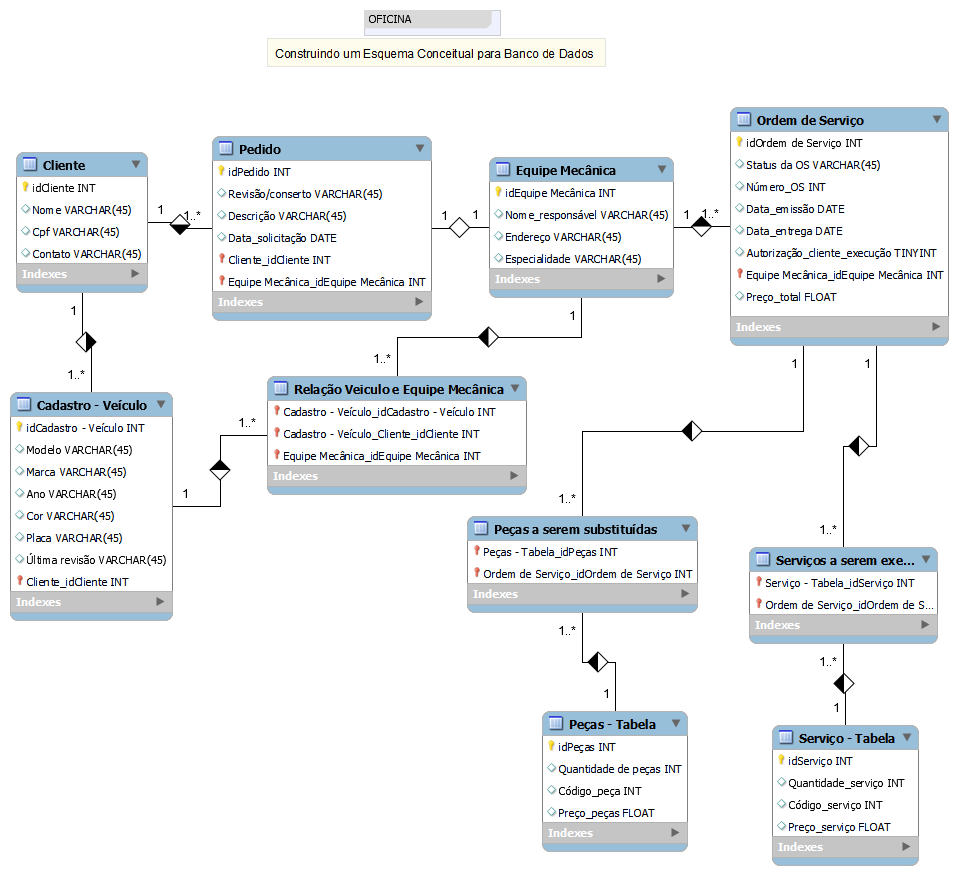 OFICINA
Construindo um Esquema Conceitual para Banco de Dados
Cliente
idCliente INT
Nome VARCHAR(45)
Cpf VARCHAR(45)
Contato VARCHAR(45)
Indexes
1
1..*
Pedido
idPedido INT
Revisão/conserto VARCHAR(45)
Descrição VARCHAR(45)
Data_solicitação DATE
Cliente_idCliente INT
Equipe Mecânica_idEquipe Mecânica INT
Indexes
1
1
Equipe Mecânica
idEquipe Mecânica INT
Nome_responsável VARCHAR(45)
Endereço VARCHAR(45)
Especialidade VARCHAR(45)
Indexes
1
1..*
Ordem de Serviço
idOrdem de Serviço INT
Status da OS VARCHAR(45)
Número_OS INT
Data_emissão DATE
Data_entrega DATE
Autorização_cliente_execução TINYINT
Equipe Mecânica_idEquipe Mecânica INT
Preço_total FLOAT
Indexes
1
1..*
1
1..*
Cadastro - Veículo
idCadastro - Veículo INT
Modelo VARCHAR(45)
Marca VARCHAR(45)
Ano VARCHAR(45)
Cor VARCHAR(45)
Placa VARCHAR(45)
Última revisão VARCHAR(45)
Cliente_idCliente INT
Indexes
1
1..*
Relação Veiculo e Equipe Mecânica
Cadastro - Veículo_idCadastro - Veículo INT
Cadastro - Veículo_Cliente_idCliente INT
Equipe Mecânica_idEquipe Mecânica INT
Indexes
1
1..*
Peças a serem substituídas
Peças - Tabela_idPeças INT
Ordem de Serviço_idOrdem de Serviço INT
Indexes
1
1..*
Serviços a serem exe...
Serviço - Tabela_idServiço INT
Ordem de Serviço_idOrdem de S...
Indexes
1..*
1
Peças - Tabela
idPeças INT
Quantidade de peças INT
Código_peça INT
Preço_peças FLOAT
Indexes
1..*
1
Serviço - Tabela
idServiço INT
Quantidade_serviço INT
Código_serviço INT
Preço_serviço FLOAT
Indexes